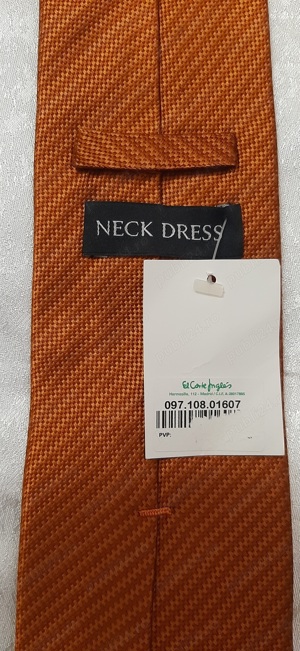 NECK DRESS
El Corte Inglés
097.108.01607
PVP: